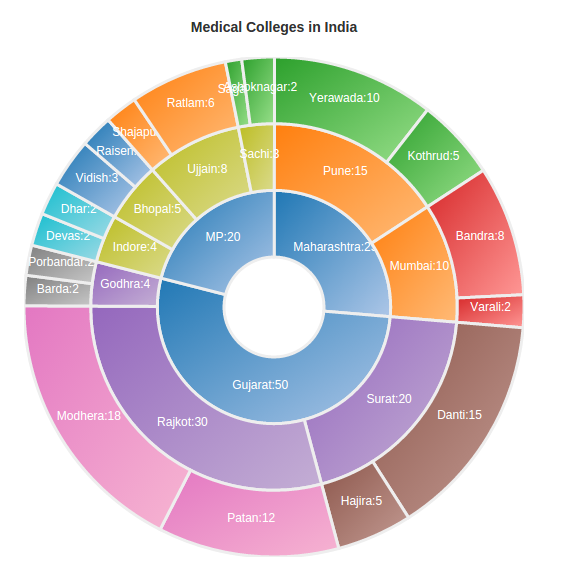 Medical Colleges in India
Ashoknagar:2
Yerawada:10
Ratlam:6
Shajapu
Raisen
Kothrud:5
Ujjain:8
Sachi:3
Pune:15
Vidish:3
Dhar:2
Bhopal:5
Devas:2
MP:20
Bandra:8
Indore:4
Maharashtra:25
Porbandar:2
Mumbai:10
Godhra:4
Barda:2
Varali:2
Gujarat:50
Surat:20
Modhera:18
Rajkot:30
Danti:15
Hajira:5
Patan:12